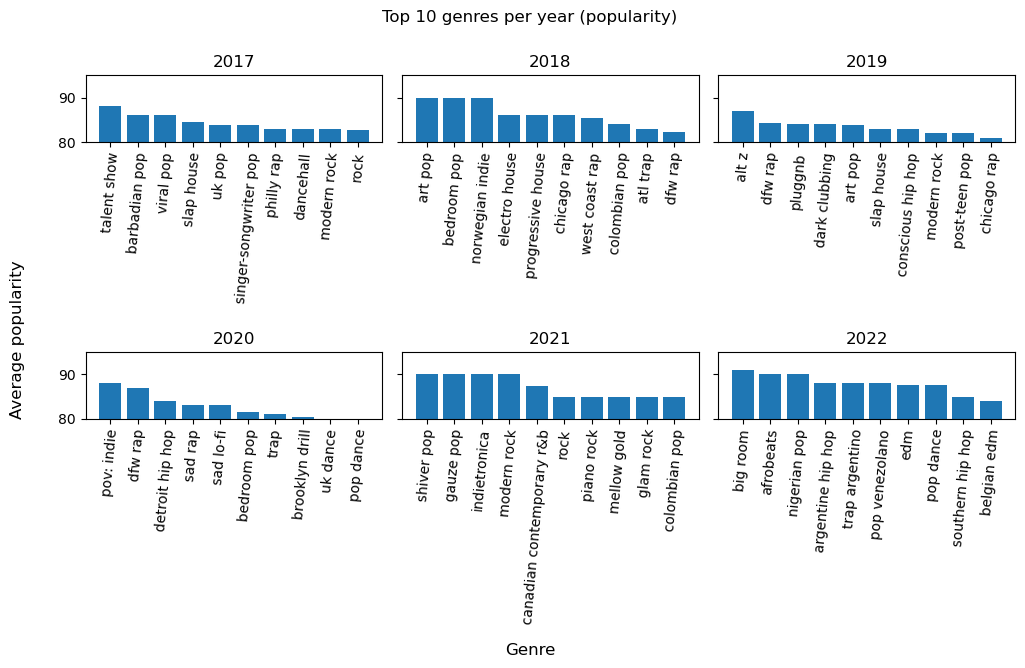 Top 10 genres per year (popularity)
2017
2018
2019
90
80
talent show
barbadian pop
viral pop
slap house
uk pop
singer-songwriter pop
philly rap
dancehall
modern rock
rock
art pop
bedroom pop
norwegian indie
electro house
progressive house
chicago rap
west coast rap
colombian pop
atl trap
dfw rap
alt z
dfw rap
pluggnb
dark clubbing
art pop
slap house
conscious hip hop
modern rock
post-teen pop
chicago rap
Average popularity
2020
2021
2022
90
80
pov: indie
dfw rap
detroit hip hop
sad rap
sad lo-fi
bedroom pop
trap
brooklyn drill
uk dance
pop dance
shiver pop
gauze pop
indietronica
modern rock
canadian contemporary r&b
rock
piano rock
mellow gold
glam rock
colombian pop
big room
afrobeats
nigerian pop
argentine hip hop
trap argentino
pop venezolano
edm
pop dance
southern hip hop
belgian edm
Genre